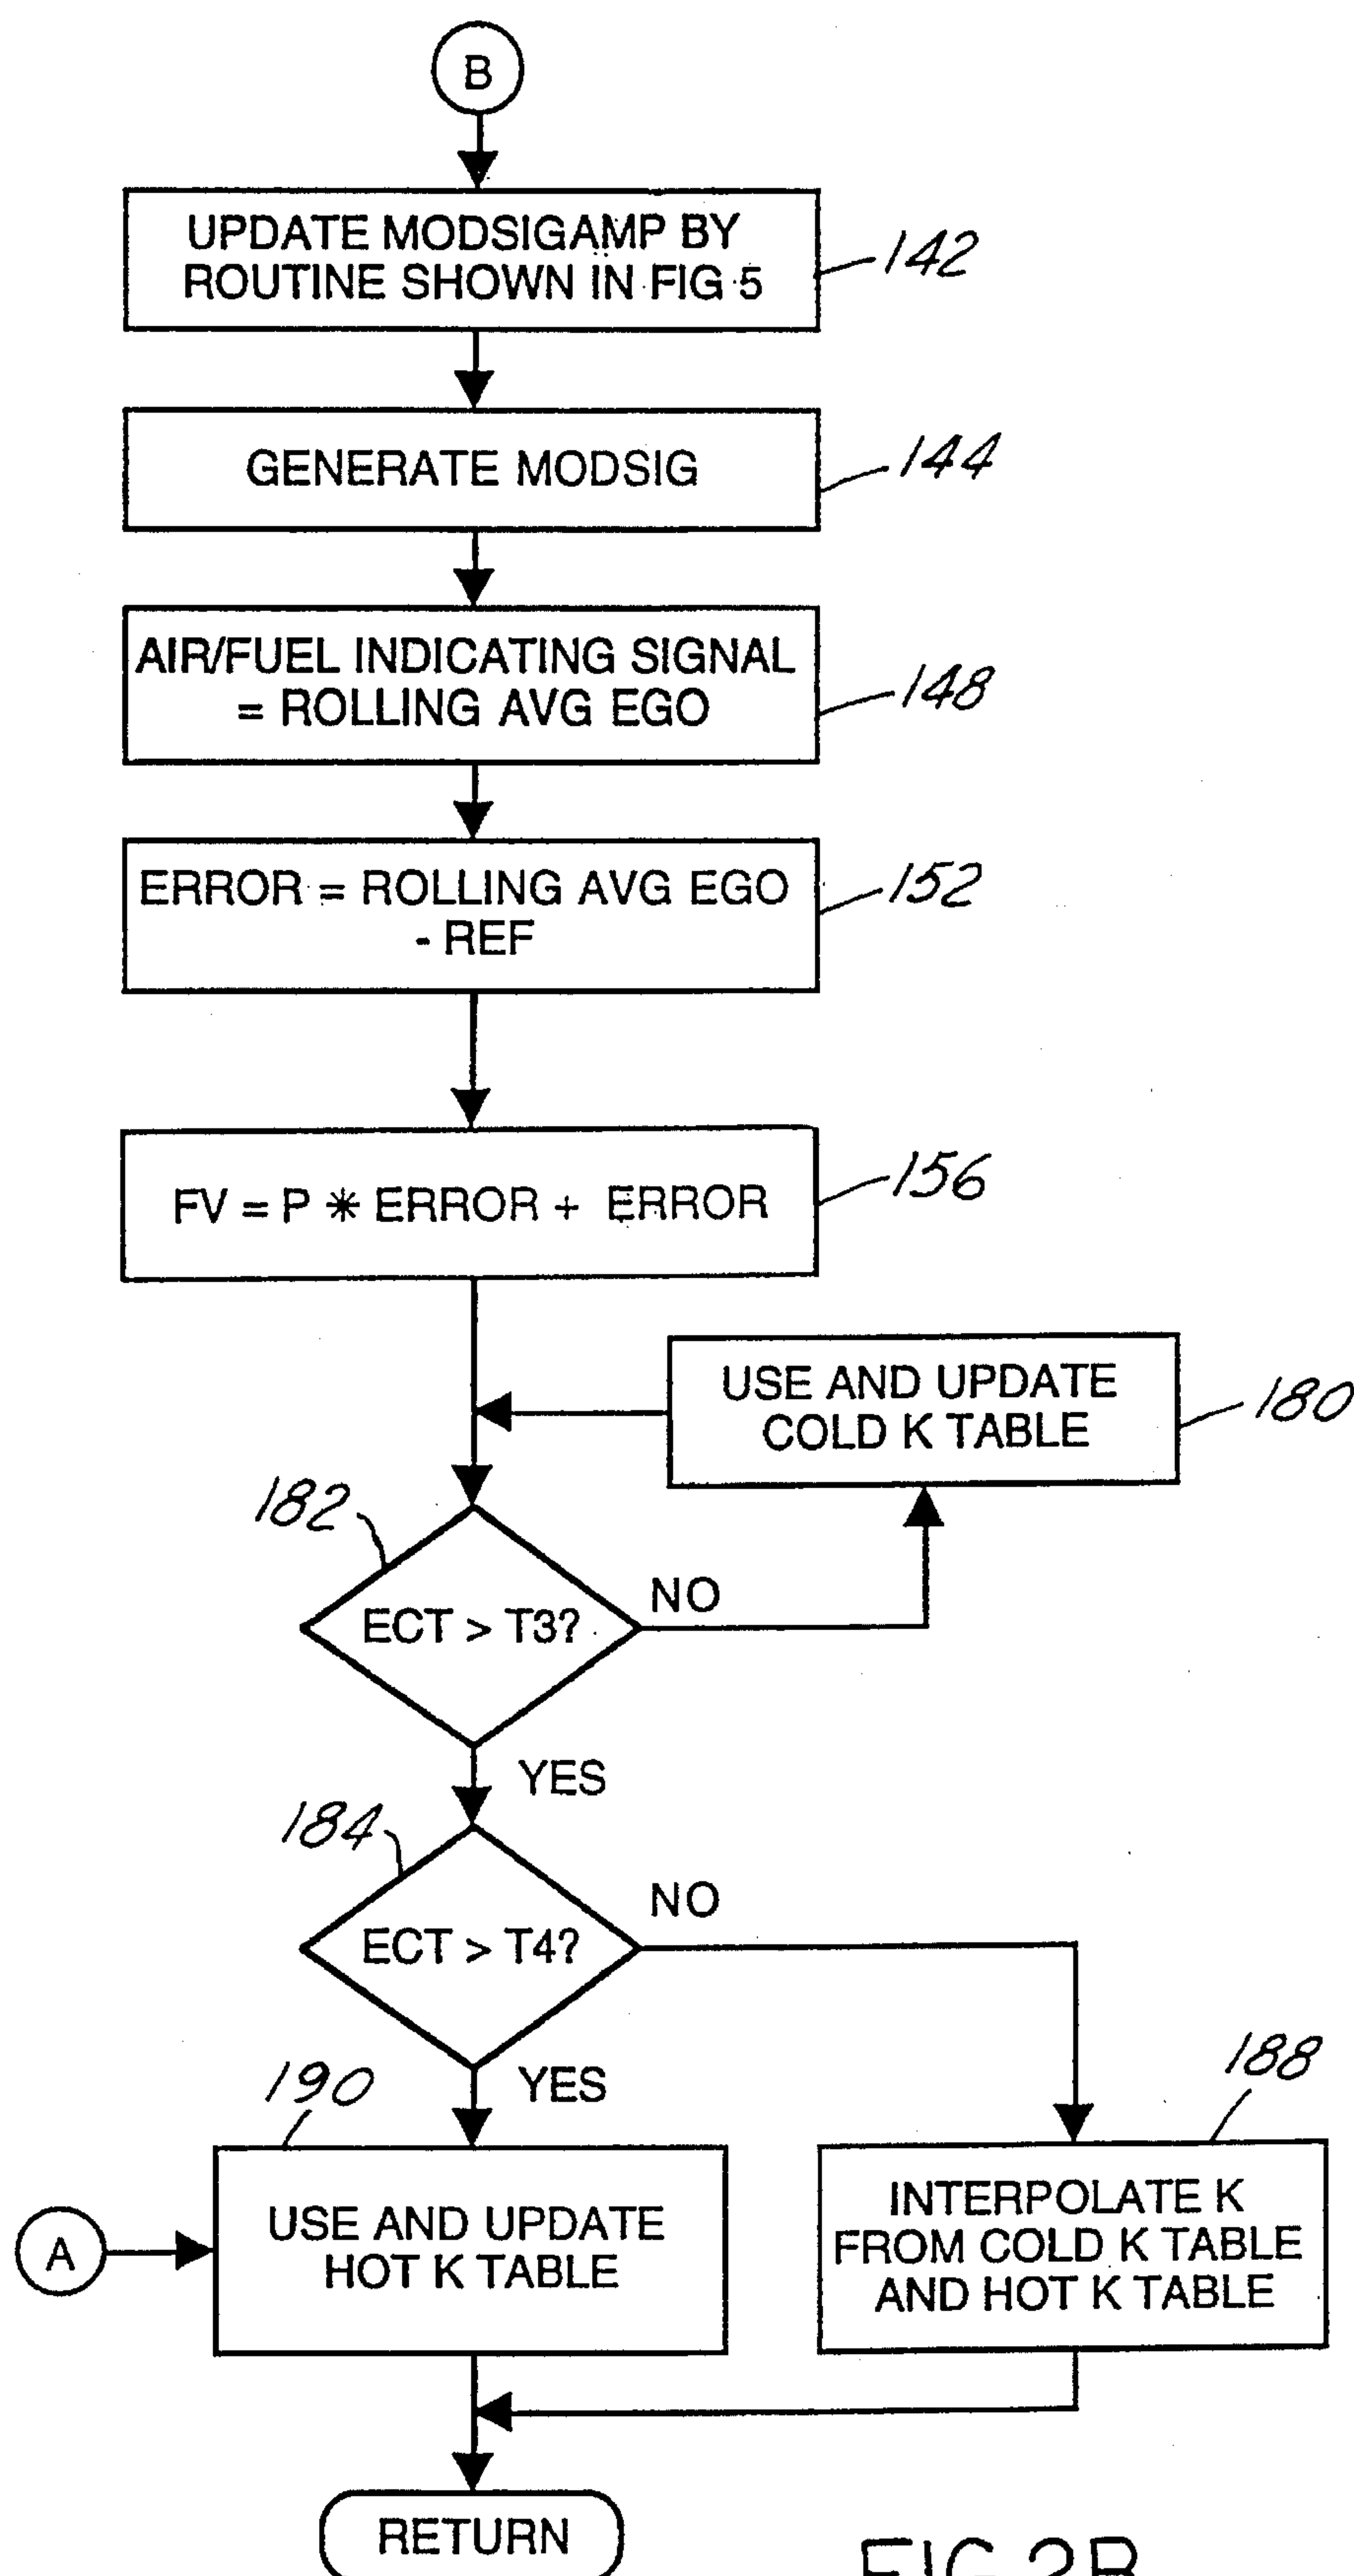 B
UPDATE MODSIGAMP BY
ROUTINE SHOWN IN FIG 5
142
GENERATE MODSIG
144
AIR/FUEL INDICATING SIGNAL
= ROLLING AVG EGO
148
ERROR = ROLLING AVG EGO
- REF
152
FV = P * ERROR + ERROR
156
USE AND UPDATE
COLD K TABLE
180
182
ECT > T3?
NO
YES
184
ECT > T4?
NO
YES
190
188
A
USE AND UPDATE
HOT K TABLE
INTERPOLATE K
FROM COLD K TABLE
AND HOT K TABLE
RETURN
FIG.2B